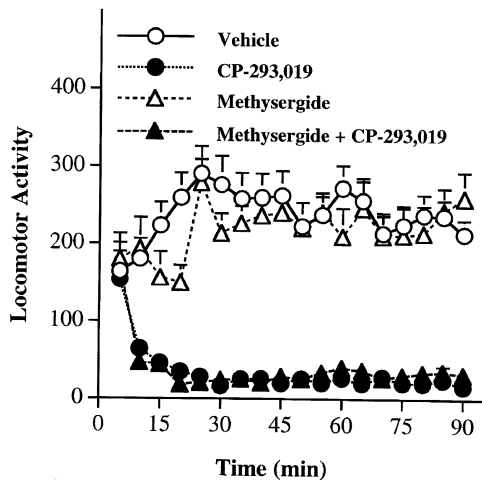 Vehicle
CP-293,019
Methysergide
Methysergide + CP-293,019
Locomotor Activity
400
300
200
100
0
0 15 30 45 60 75 90
Time (min)